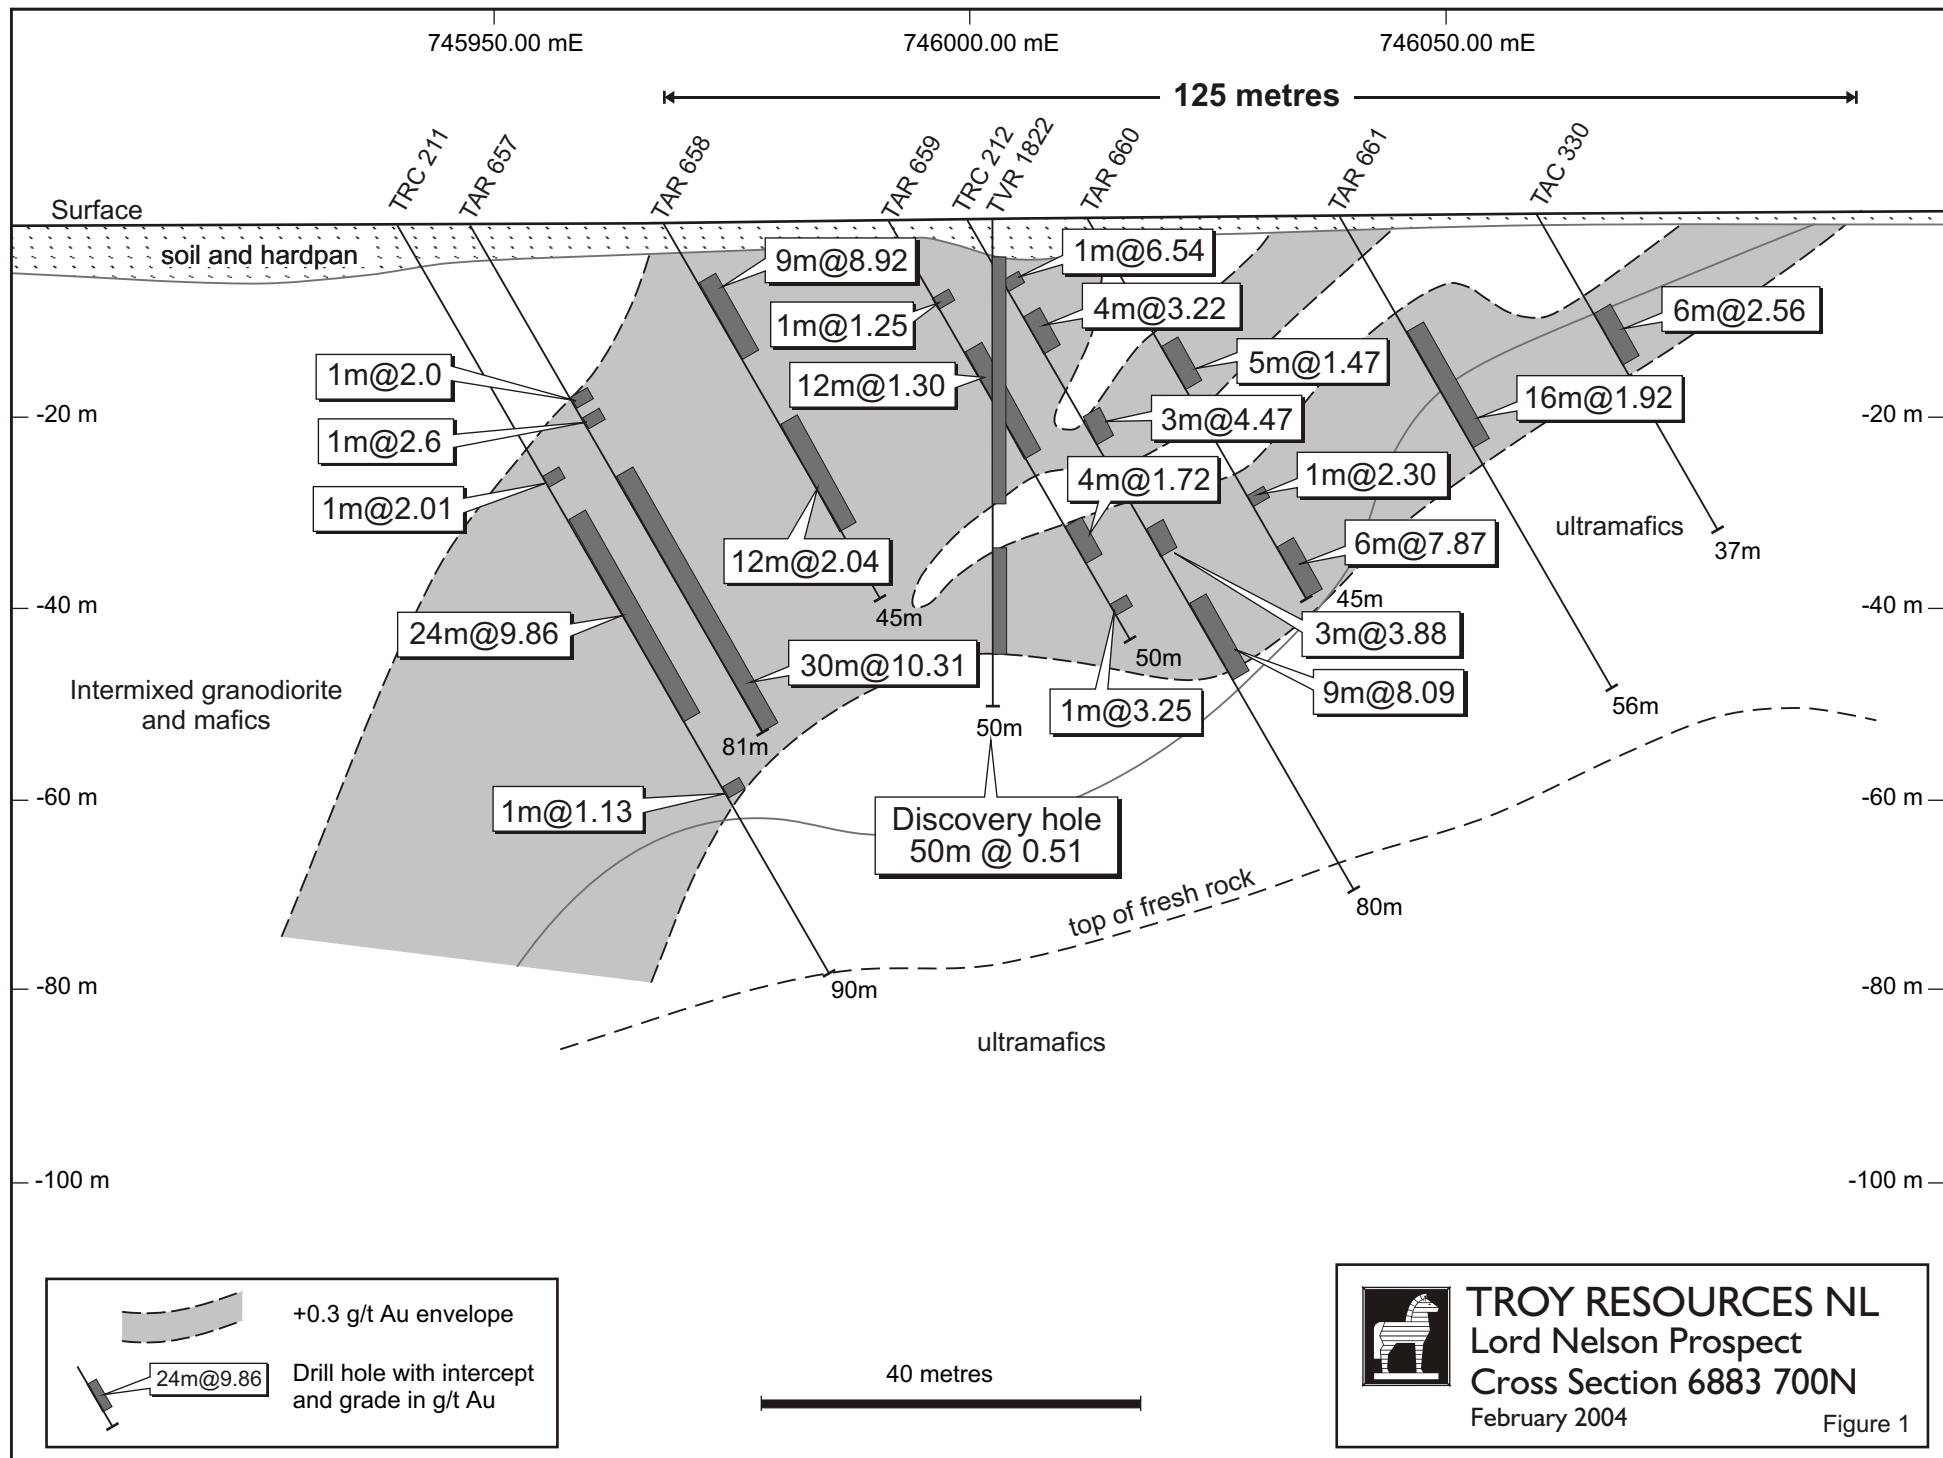 745950.00 mE
746000.00 mE
746050.00 mE
125 metres
TRC 211
TAR 657
TAR 658
TAR 659
TRC 212
TVR 1822
TAR 660
TAR 661
TAC 330
Surface
soil and hardpan
9m@8.92
1m@6.54
1m@1.25
4m@3.22
6m@2.56
1m@2.0
12m@1.30
5m@1.47
16m@1.92
-20 m
-20 m
1m@2.6
3m@4.47
1m@2.01
4m@1.72
1m@2.30
ultramafics
37m
12m@2.04
6m@7.87
-40 m
45m
45m
-40 m
24m@9.86
3m@3.88
30m@10.31
50m
Intermixed granodiorite
and mafics
9m@8.09
1m@3.25
56m
50m
81m
-60 m
-60 m
1m@1.13
Discovery hole
50m @ 0.51
top of fresh rock
80m
-80 m
-80 m
90m
ultramafics
-100 m
-100 m
+0.3 g/t Au envelope
24m@9.86
Drill hole with intercept
and grade in g/t Au
40 metres
TROY RESOURCES NL
Lord Nelson Prospect
Cross Section 6883 700N
February 2004
Figure 1